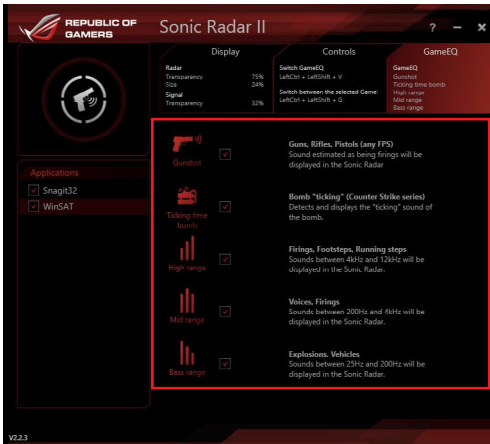 REPUBLIC OF
GAMERS
Sonic Radar II
? – ×
Display
Radar
Transparency 75%
Size 24%
Signal
Transparency 32%
Controls
Switch GameEQ
LeftCtrl + LeftShift + V
Switch between the selected Game
LeftCtrl + LeftShift + G
GameEQ
GameEQ
Gunshot
Ticking time bomb
High range
Mid range
Bass range
Applications
Snagit32
WinSAT
Gunshot
Guns, Rifles, Pistols (any FPS)
Sound estimated as being firings will be
displayed in the Sonic Radar
Ticking time
bomb
Bomb "ticking" (Counter Strike series)
Detects and displays the "ticking" sound of
the bomb.
High range
Firings, Footsteps, Running steps
Sounds between 4kHz and 12kHz will be
displayed in the Sonic Radar.
Mid range
Voices, Firings
Sounds between 200Hz and 4kHz will be
displayed in the Sonic Radar.
Bass range
Explosions. Vehicles
Sounds between 25Hz and 200Hz will be
displayed in the Sonic Radar.
V2.2.3